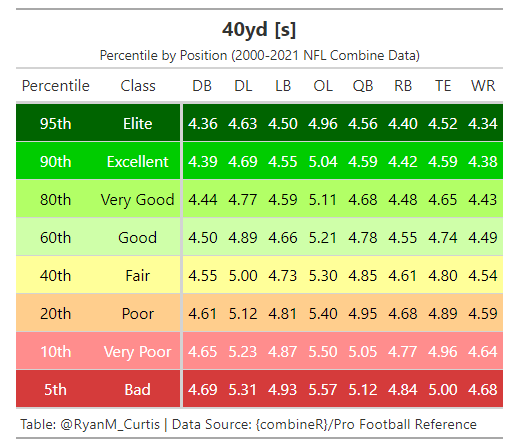 40yd [s]
Percentile by Position (2000-2021 NFL Combine Data)
Percentile Class DB DL LB OL QB RB TE WR
95th Elite 4.36 4.63 4.50 4.96 4.56 4.40 4.52 4.34
90th Excellent 4.39 4.69 4.55 5.04 4.59 4.42 4.59 4.38
80th Very Good 4.44 4.77 4.59 5.11 4.68 4.48 4.65 4.43
60th Good 4.50 4.89 4.66 5.21 4.78 4.55 4.74 4.49
40th Fair 4.55 5.00 4.73 5.30 4.85 4.61 4.80 4.54
20th Poor 4.61 5.12 4.81 5.40 4.95 4.68 4.89 4.59
10th Very Poor 4.65 5.23 4.87 5.50 5.05 4.77 4.96 4.64
5th Bad 4.69 5.31 4.93 5.57 5.12 4.84 5.00 4.68
Table: @RyanM_Curtis | Data Source: {combineR}/Pro Football Reference